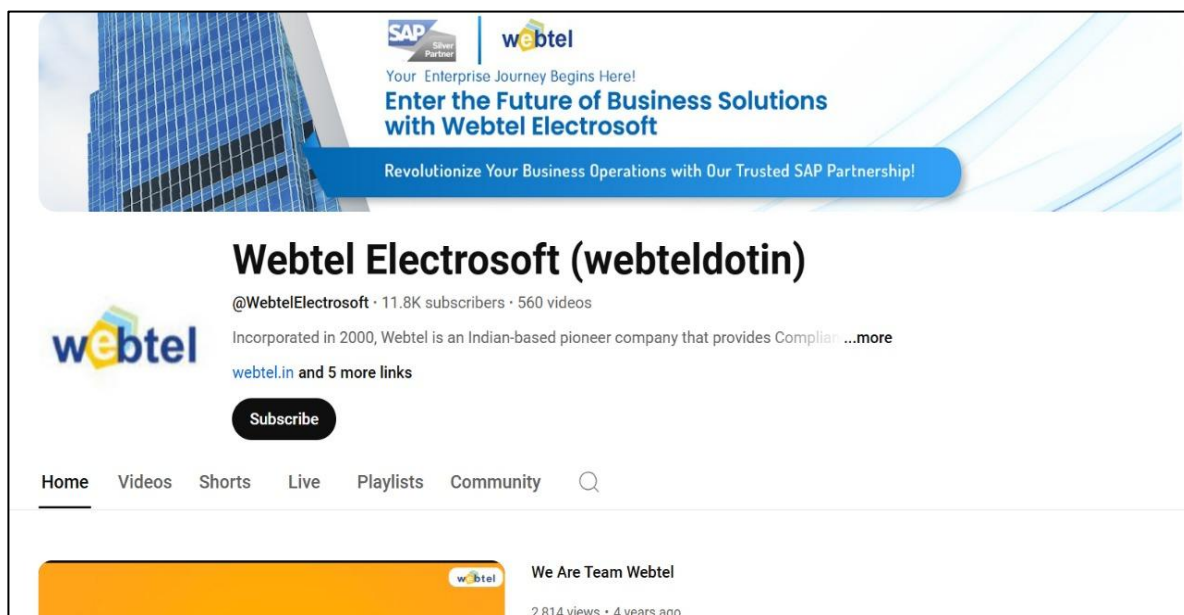 SAP Silver Partner webtel
Your Enterprise Journey Begins Here!
Enter the Future of Business Solutions
with Webtel Electrosoft
Revolutionize Your Business Operations with Our Trusted SAP Partnership!
Webtel Electrosoft (webteldotin)
@WebtelElectrosoft · 11.8K subscribers · 560 videos
webtel
Incorporated in 2000, Webtel is an Indian-based pioneer company that provides Complian ...more
webtel.in and 5 more links
Subscribe
Home Videos Shorts Live Playlists Community
webtel
We Are Team Webtel
2,814 views • 4 years ago